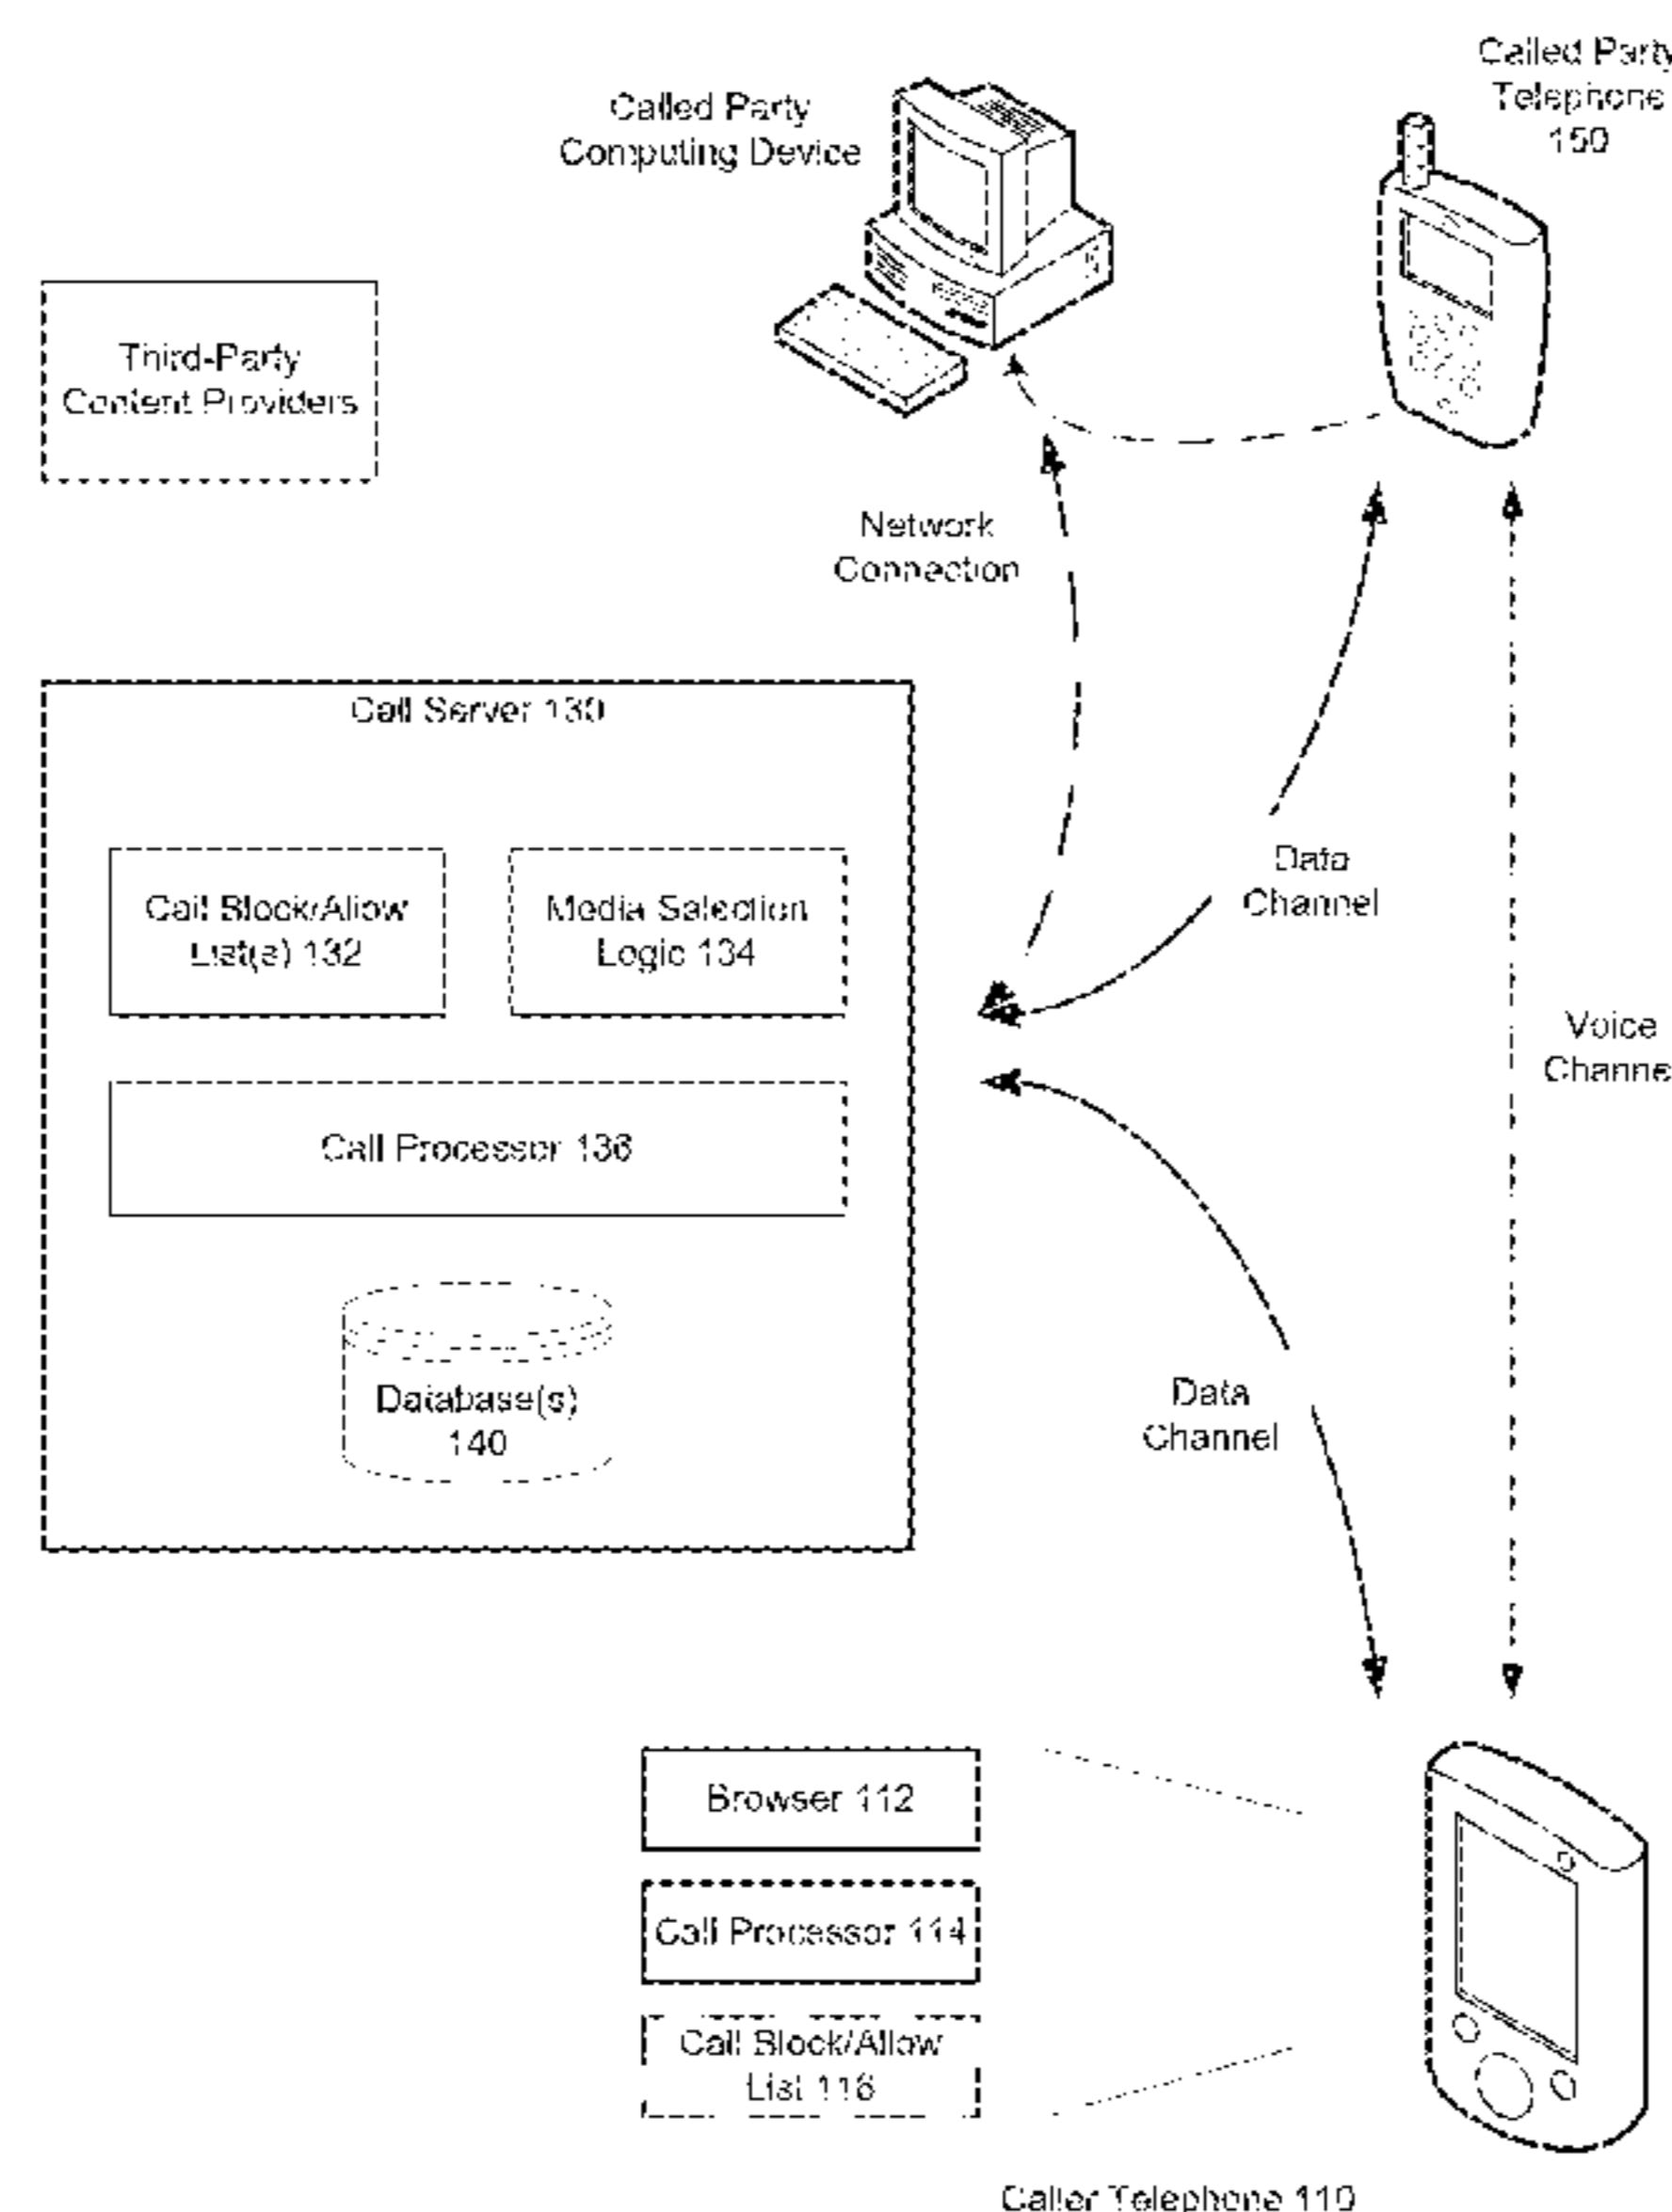 Called Party
Telephone
150
Called Party
Computing Device
Third-Party
Content Providers
Network
Connection
Call Server 130
Call Block/Allow
List(s) 132
Media Selection
Logic 134
Data
Channel
Voice
Channe
Call Processor 136
Database(s)
140
Data
Channel
Browser 112
Call Processor 114
Call Block/Allow
List 116
Caller Telephone 110